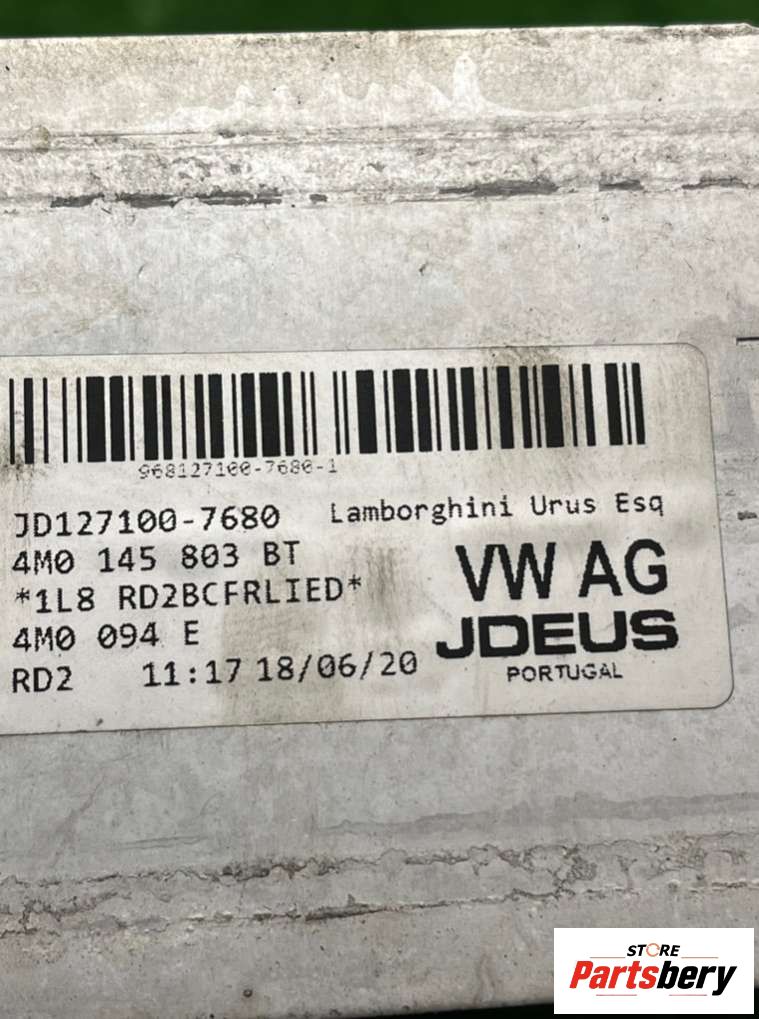 968127100-7680-1
JD127100-7680 Lamborghini Urus Esq
4M0 145 803 BT
*1L8 RD2BCFRLIED*
4M0 094 E
RD2 11:17 18/06/20
VW AG
JDEUS
PORTUGAL
STORE
Partsbery